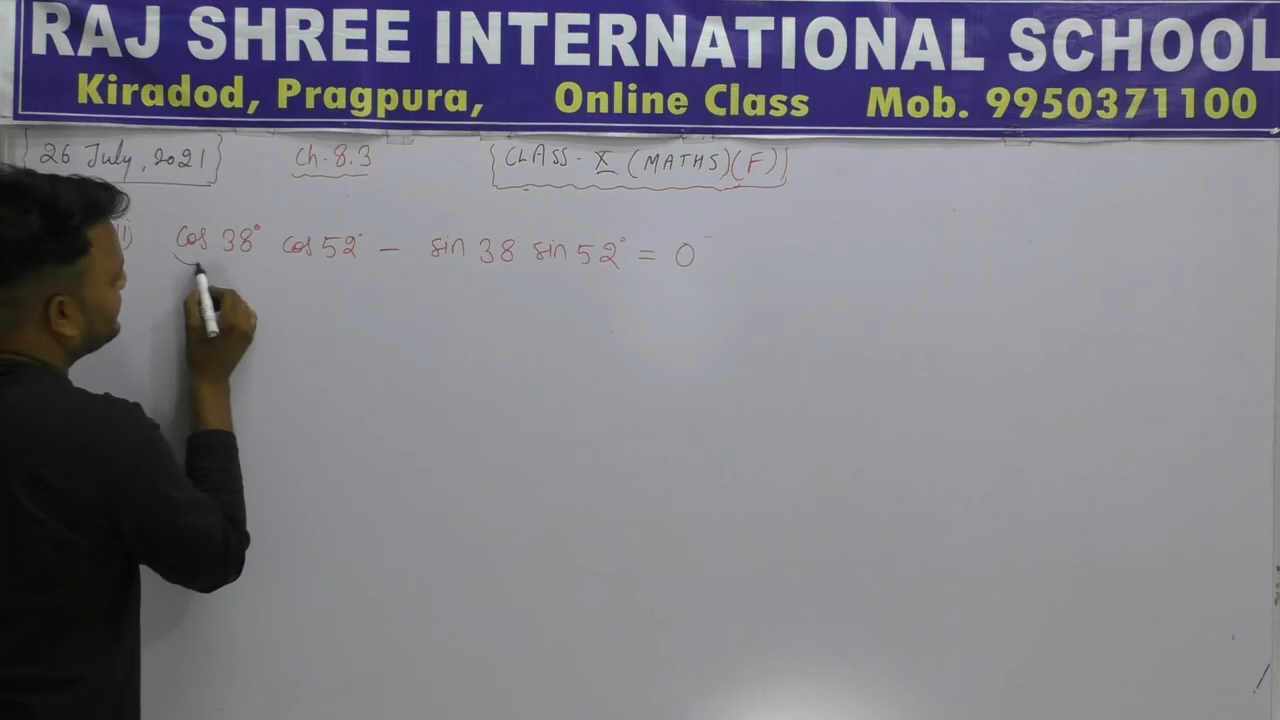 RAJ SHREE INTERNATIONAL SCHOOL
Kiradod, Pragpura, Online Class Mob. 9950371100
26 July, 2021 Ch-8.3 CLASS-X (MATHS)(F)
cos 38° cos 52° - sin 38 sin 52° = 0